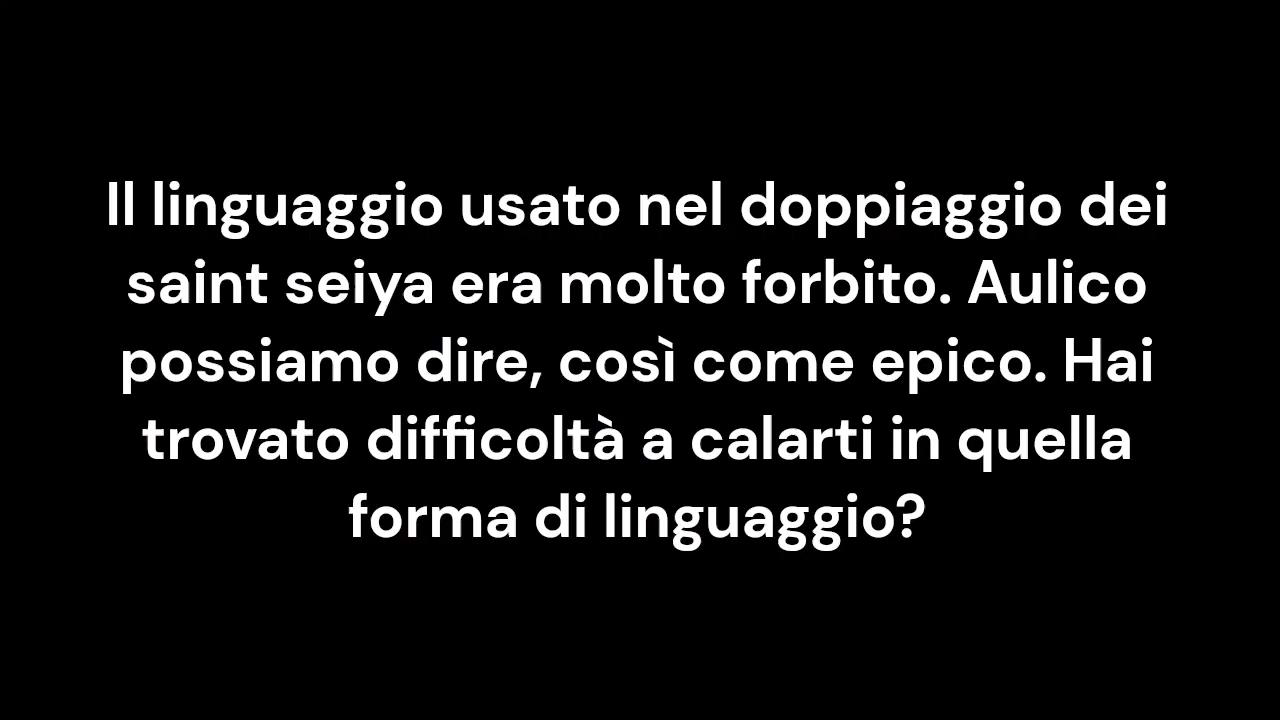 Il linguaggio usato nel doppiaggio dei
saint seiya era molto forbito. Aulico
possiamo dire, così come epico. Hai
trovato difficoltà a calarti in quella
forma di linguaggio?